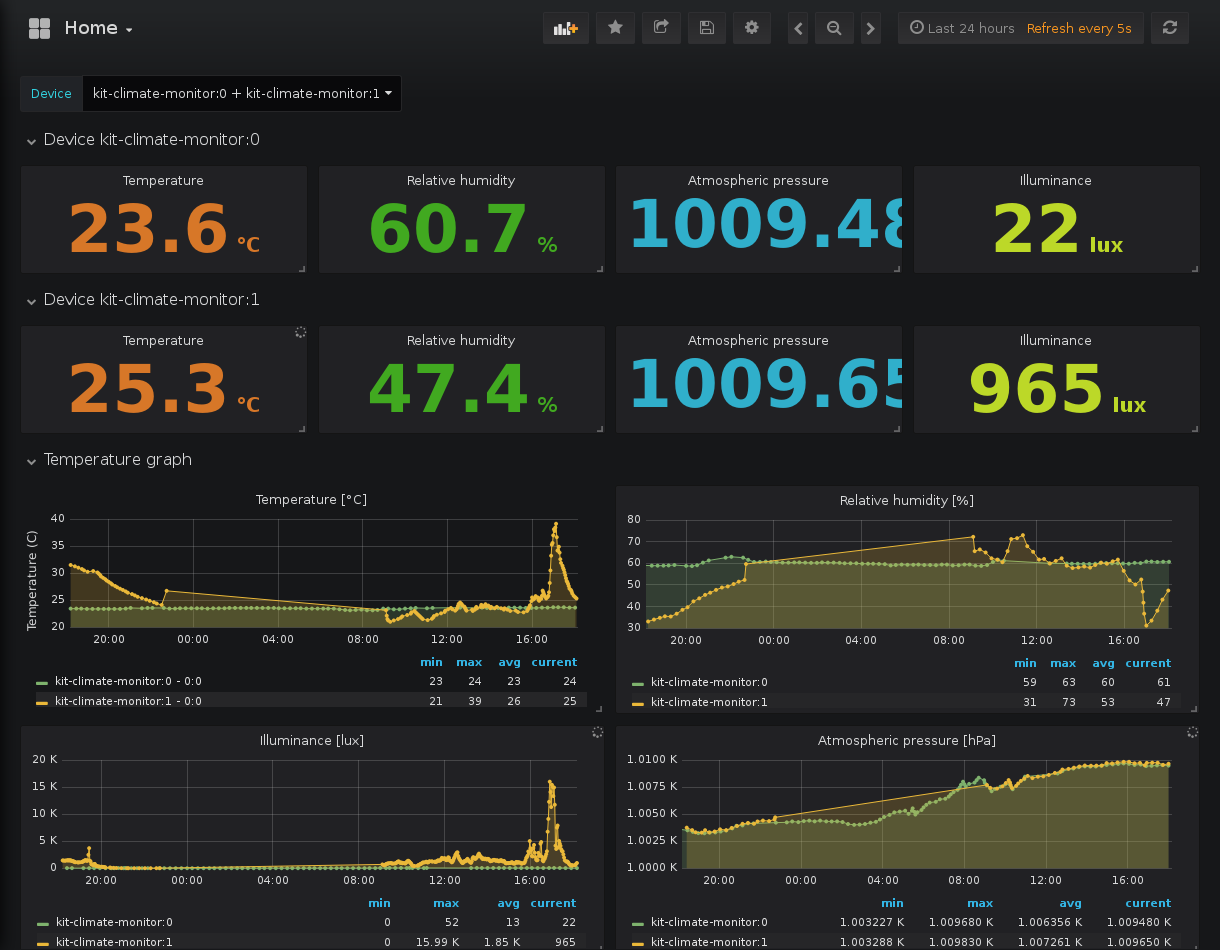 Home
Last 24 hours Refresh every 5s
Device kit-climate-monitor:0 + kit-climate-monitor:1
Device kit-climate-monitor:0
Temperature Relative humidity Atmospheric pressure Illuminance
23.6 °C 60.7 % 1009.48 22 lux
Device kit-climate-monitor:1
Temperature Relative humidity Atmospheric pressure Illuminance
25.3 °C 47.4 % 1009.65 965 lux
Temperature graph
Temperature [°C]
Temperature (C)
40
35
30
25
20
20:00 00:00 04:00 08:00 12:00 16:00
min max avg current
kit-climate-monitor:0 - 0:0 23 24 23 24
kit-climate-monitor:1 - 0:0 21 39 26 25
Relative humidity [%]
80
70
60
50
40
30
20:00 00:00 04:00 08:00 12:00 16:00
min max avg current
kit-climate-monitor:0 59 63 60 61
kit-climate-monitor:1 31 73 53 47
Illuminance [lux]
20 K
15 K
10 K
5 K
0
20:00 00:00 04:00 08:00 12:00 16:00
min max avg current
kit-climate-monitor:0 0 52 13 22
kit-climate-monitor:1 0 15.99 K 1.85 K 965
Atmospheric pressure [hPa]
1.0100 K
1.0075 K
1.0050 K
1.0025 K
1.0000 K
20:00 00:00 04:00 08:00 12:00 16:00
min max avg current
kit-climate-monitor:0 1.003227 K 1.009680 K 1.006356 K 1.009480 K
kit-climate-monitor:1 1.003288 K 1.009830 K 1.007261 K 1.009650 K